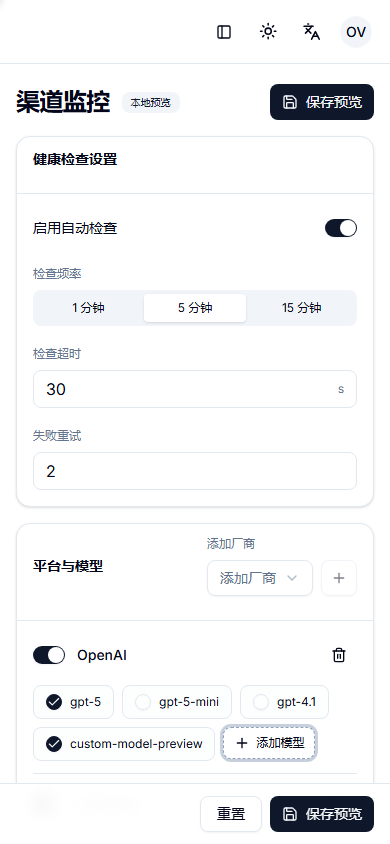 OV
渠道监控 本地预览 保存预览
健康检查设置
启用自动检查
检查频率
1 分钟 5 分钟 15 分钟
检查超时
30 s
失败重试
2
添加厂商
平台与模型 添加厂商
OpenAI
gpt-5 gpt-5-mini gpt-4.1
custom-model-preview 添加模型
重置 保存预览